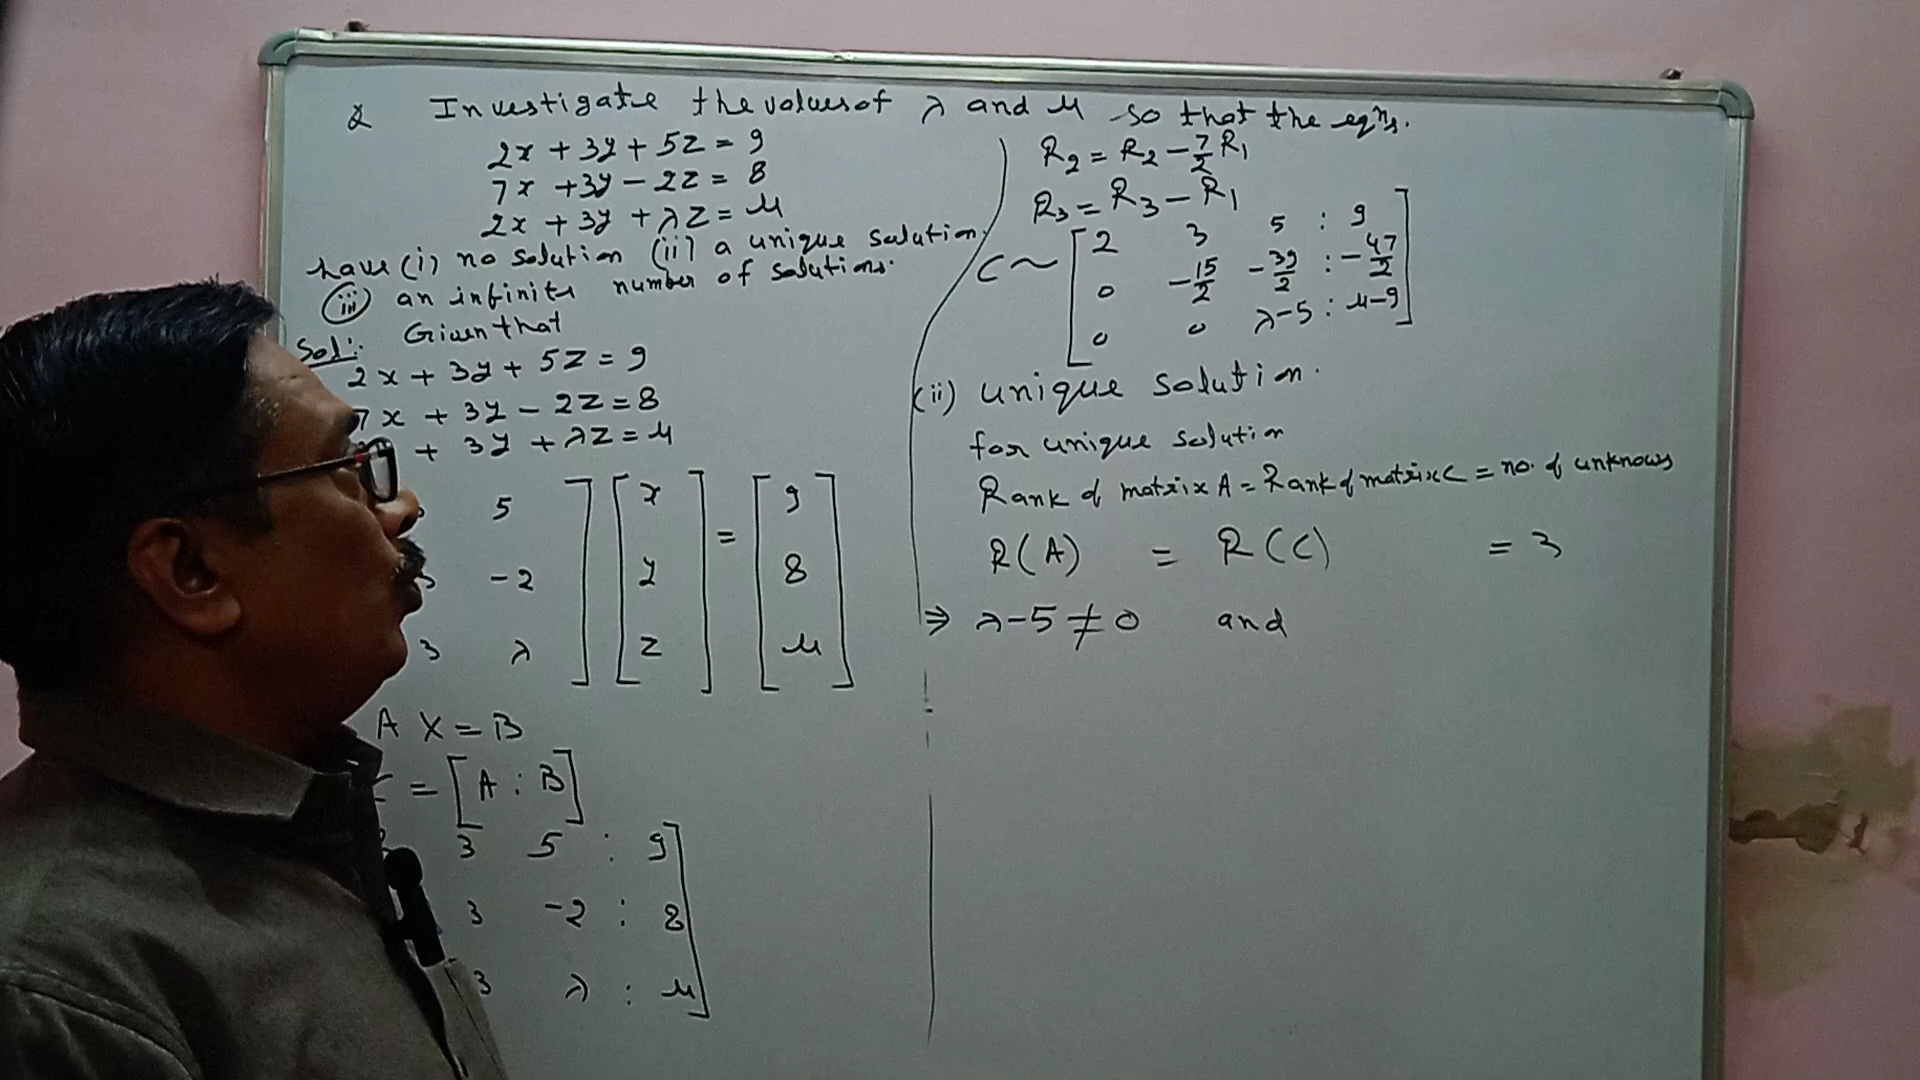 Q Investigate the values of λ and μ so that the eqns.
2x + 3y + 5z = 9
7x + 3y - 2z = 8
2x + 3y + λz = μ
have (i) no solution (ii) a unique solution.
(iii) an infinite number of solutions.
Soln: Given that
2x + 3y + 5z = 9
7x + 3y - 2z = 8
+ 3y + λz = μ
5 ] [ x ] = [ 9 ]
3 -2 ] [ y ] = [ 8 ]
3 λ ] [ z ] = [ μ ]
A X = B
C = [A : B]
3 5 : 9 ]
3 -2 : 8 ]
3 λ : μ ]
R2 = R2 - 7/2 R1
R3 = R3 - R1
C ~ [ 2 3 5 : 9 ]
[ 0 -15/2 -39/2 : -47/2 ]
[ 0 0 λ-5 : μ-9 ]
(ii) unique solution.
for unique solution
Rank of matrix A = Rank of matrix C = no. of unknows
R(A) = R(C) = 3
⇒ λ-5 ≠ 0 and